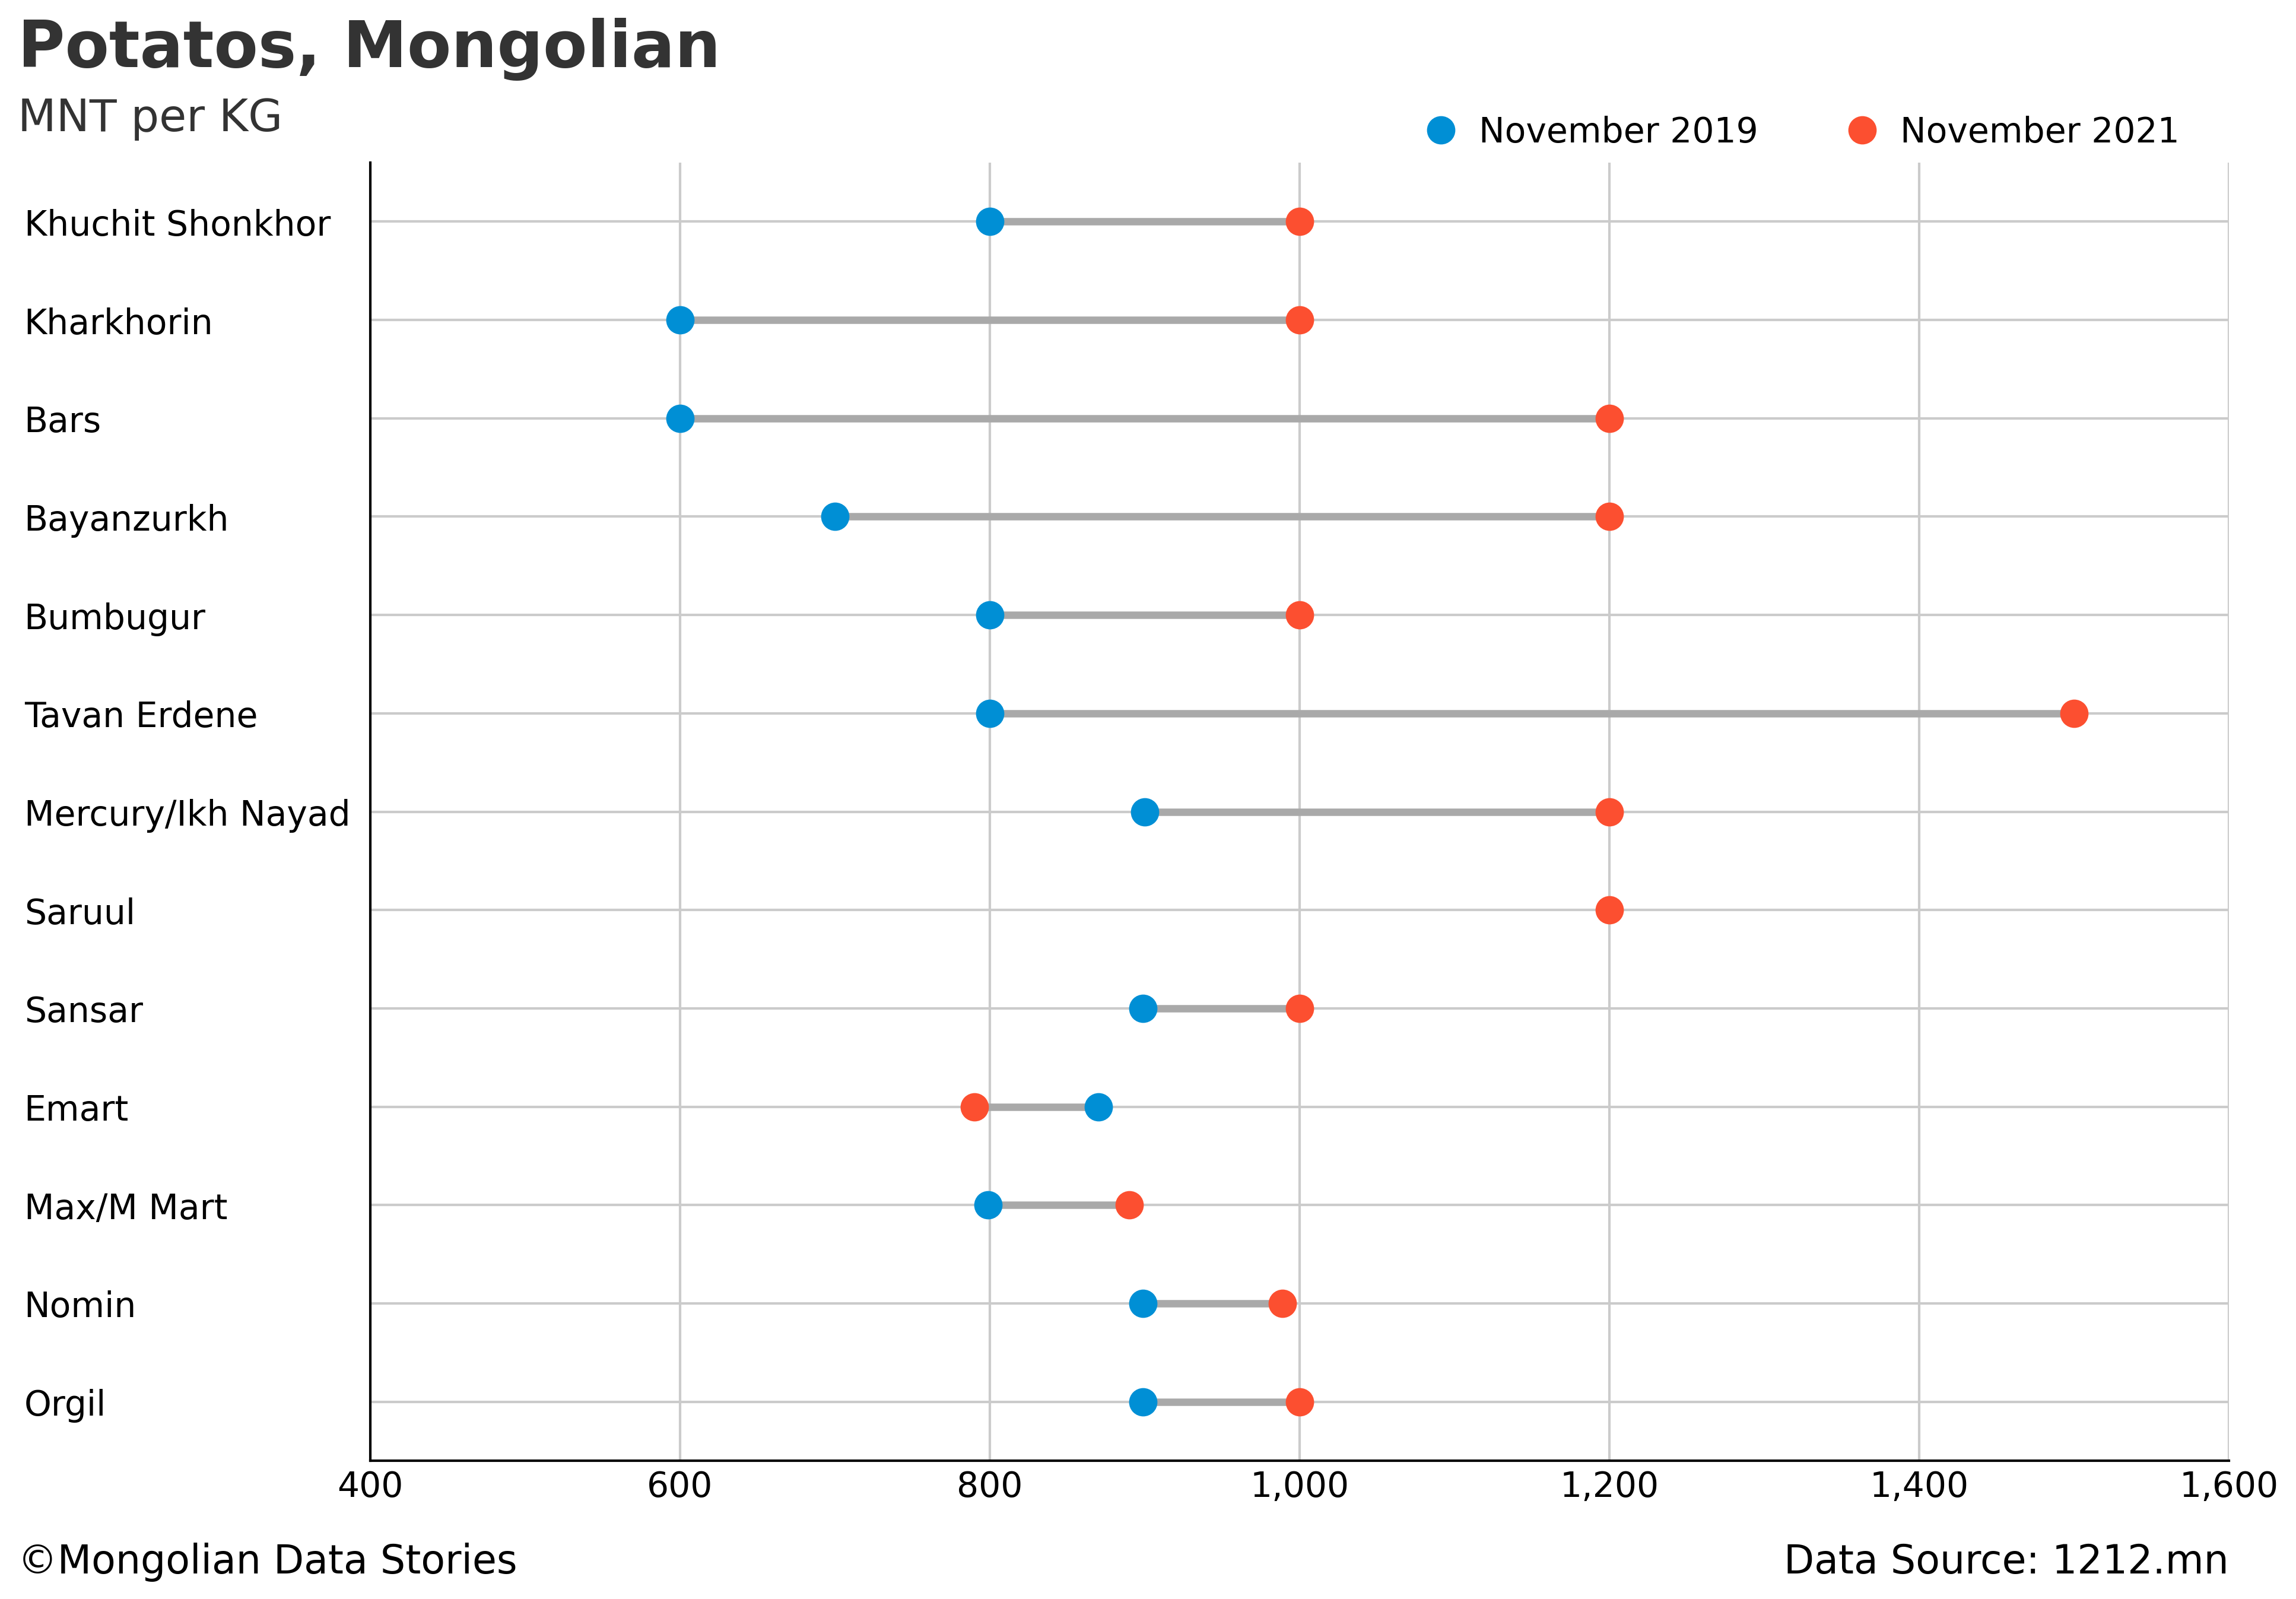 Potatos, Mongolian
MNT per KG
November 2019
November 2021
Khuchit Shonkhor
Kharkhorin
Bars
Bayanzurkh
Bumbugur
Tavan Erdene
Mercury/Ikh Nayad
Saruul
Sansar
Emart
Max/M Mart
Nomin
Orgil
400 600 800 1,000 1,200 1,400 1,600
©Mongolian Data Stories
Data Source: 1212.mn